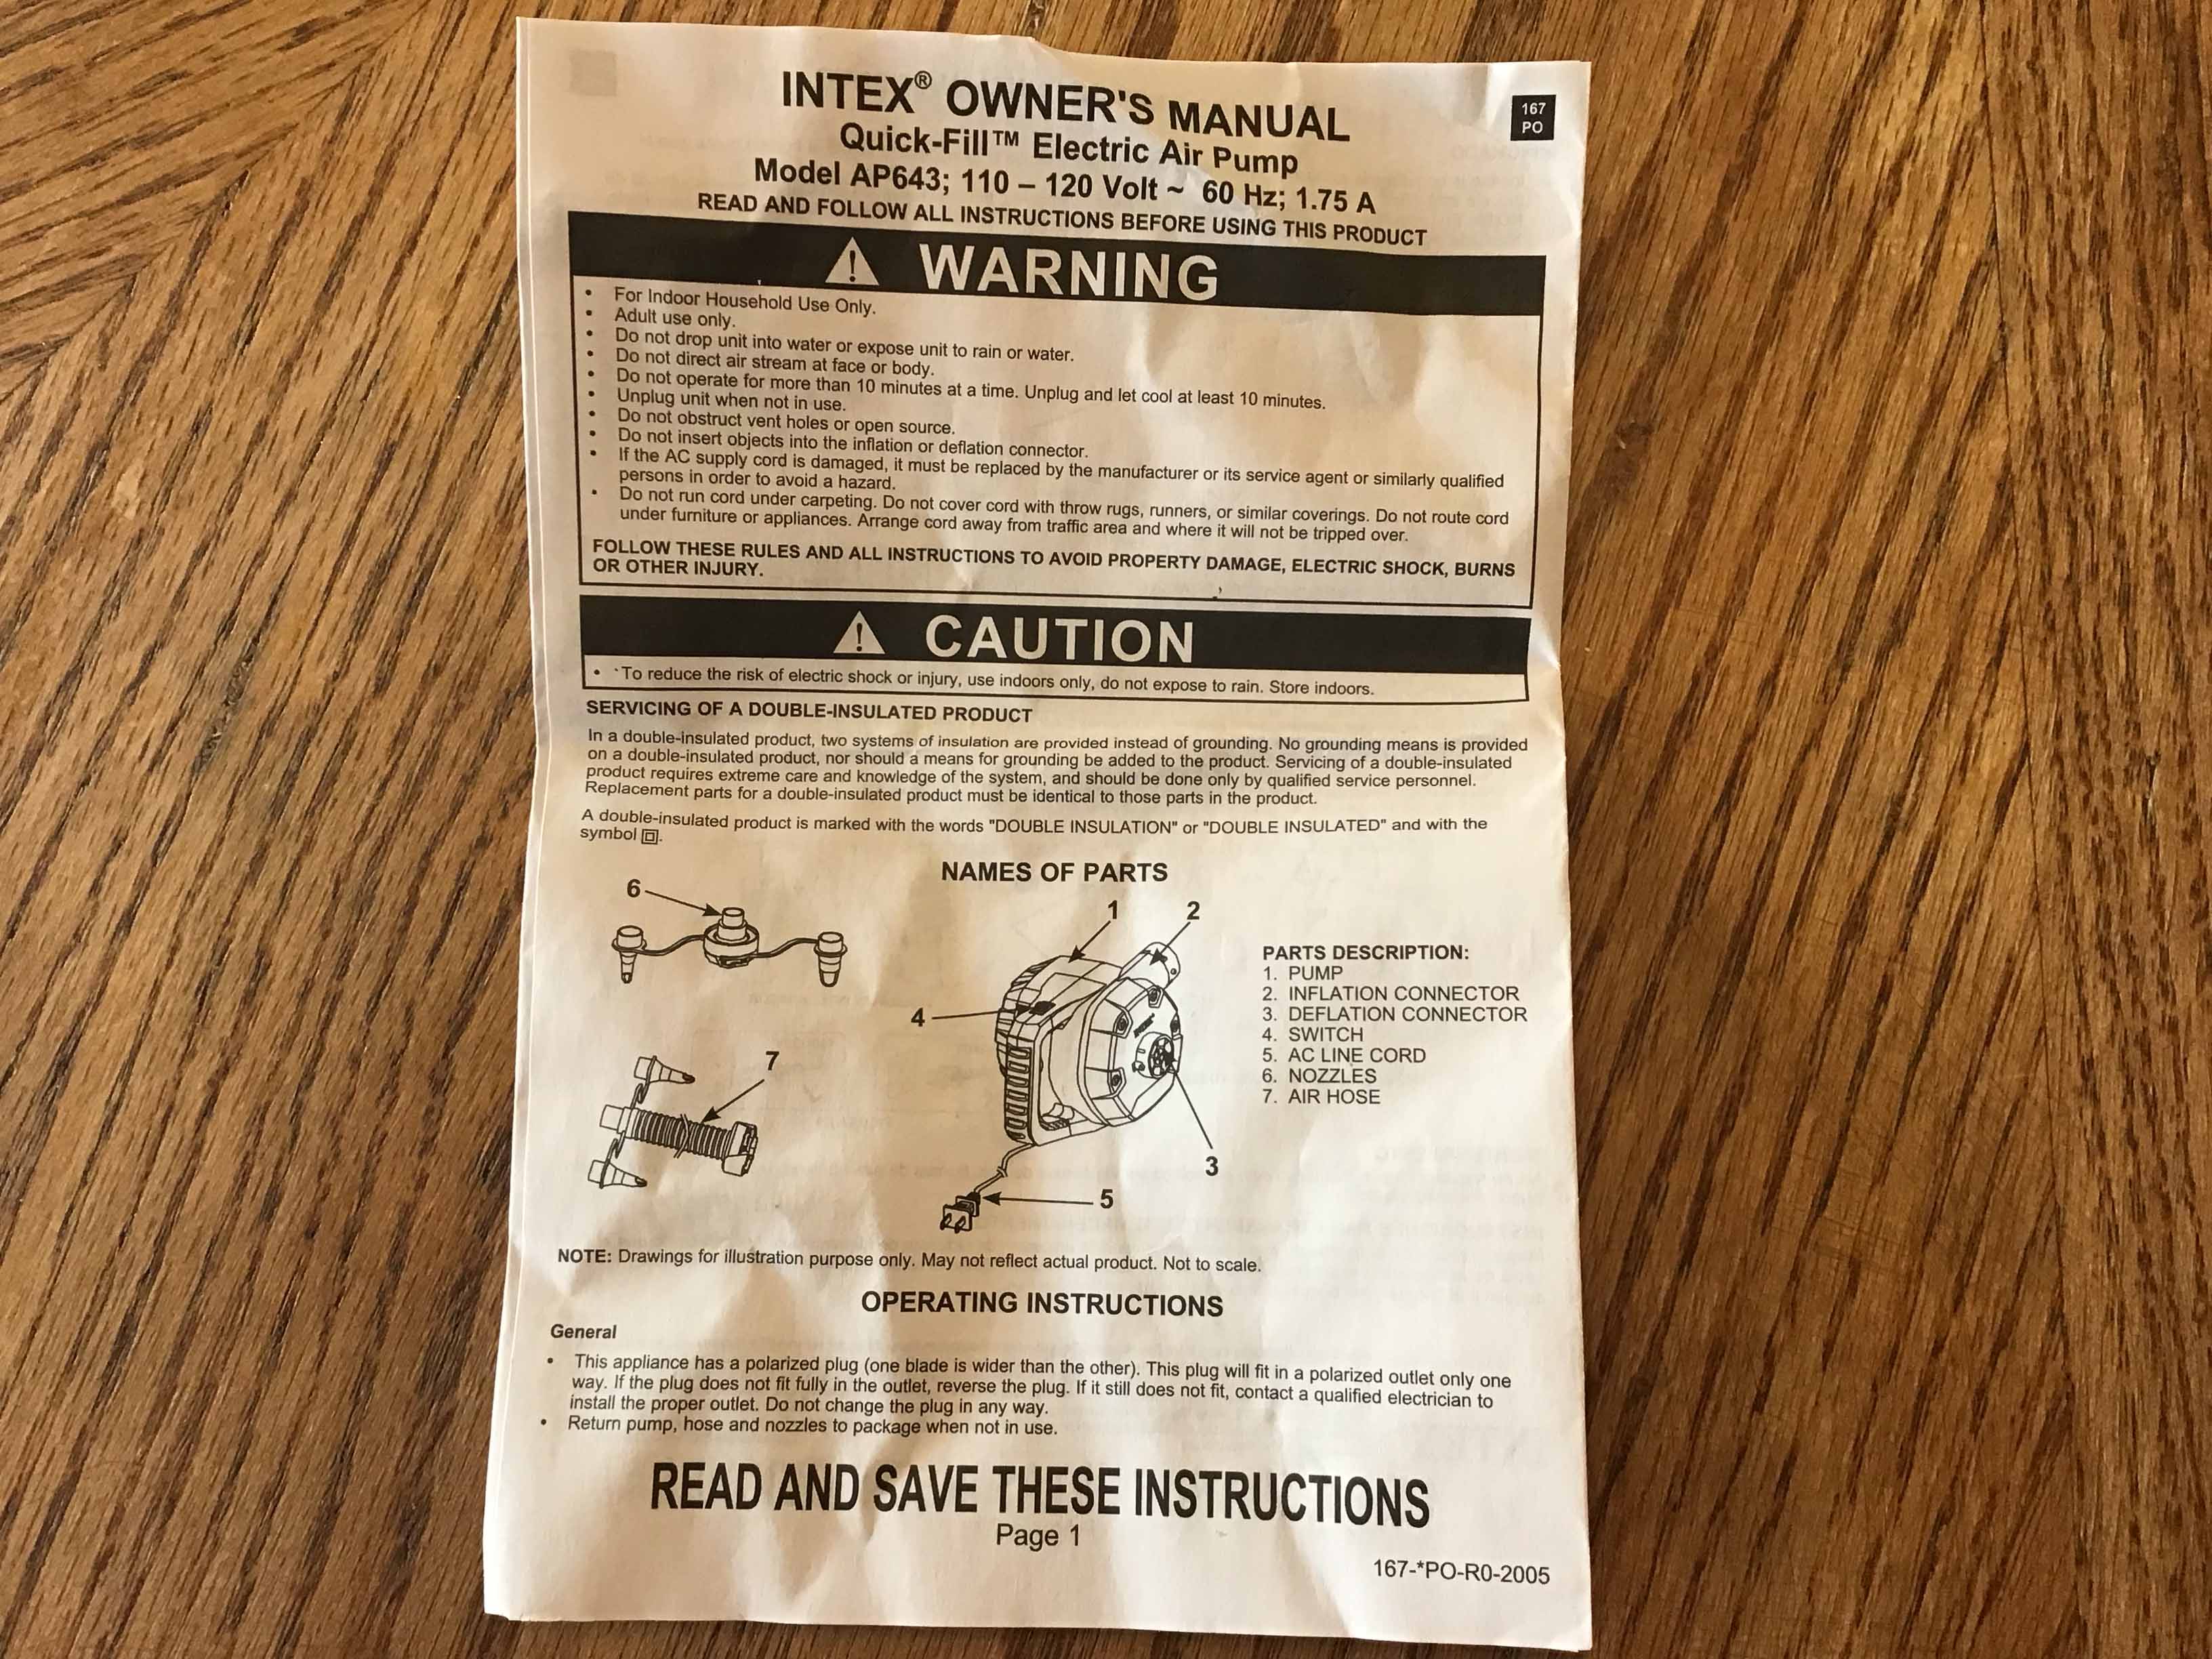 INTEX® OWNER'S MANUAL
167
PO
Quick-Fill™ Electric Air Pump
Model AP643; 110 – 120 Volt ~ 60 Hz; 1.75 A
READ AND FOLLOW ALL INSTRUCTIONS BEFORE USING THIS PRODUCT
WARNING
• For Indoor Household Use Only.
• Adult use only.
• Do not drop unit into water or expose unit to rain or water.
• Do not direct air stream at face or body.
• Do not operate for more than 10 minutes at a time. Unplug and let cool at least 10 minutes.
• Unplug unit when not in use.
• Do not obstruct vent holes or open source.
• Do not insert objects into the inflation or deflation connector.
• If the AC supply cord is damaged, it must be replaced by the manufacturer or its service agent or similarly qualified
persons in order to avoid a hazard.
• Do not run cord under carpeting. Do not cover cord with throw rugs, runners, or similar coverings. Do not route cord
under furniture or appliances. Arrange cord away from traffic area and where it will not be tripped over.
FOLLOW THESE RULES AND ALL INSTRUCTIONS TO AVOID PROPERTY DAMAGE, ELECTRIC SHOCK, BURNS
OR OTHER INJURY.
CAUTION
• To reduce the risk of electric shock or injury, use indoors only, do not expose to rain. Store indoors.
SERVICING OF A DOUBLE-INSULATED PRODUCT
In a double-insulated product, two systems of insulation are provided instead of grounding. No grounding means is provided
on a double-insulated product, nor should a means for grounding be added to the product. Servicing of a double-insulated
product requires extreme care and knowledge of the system, and should be done only by qualified service personnel.
Replacement parts for a double-insulated product must be identical to those parts in the product.
A double-insulated product is marked with the words "DOUBLE INSULATION" or "DOUBLE INSULATED" and with the
symbol .
NAMES OF PARTS
6
1
2
4
7
3
5
PARTS DESCRIPTION:
1. PUMP
2. INFLATION CONNECTOR
3. DEFLATION CONNECTOR
4. SWITCH
5. AC LINE CORD
6. NOZZLES
7. AIR HOSE
NOTE: Drawings for illustration purpose only. May not reflect actual product. Not to scale.
OPERATING INSTRUCTIONS
General
• This appliance has a polarized plug (one blade is wider than the other). This plug will fit in a polarized outlet only one
way. If the plug does not fit fully in the outlet, reverse the plug. If it still does not fit, contact a qualified electrician to
install the proper outlet. Do not change the plug in any way.
• Return pump, hose and nozzles to package when not in use.
READ AND SAVE THESE INSTRUCTIONS
Page 1
167-*PO-R0-2005